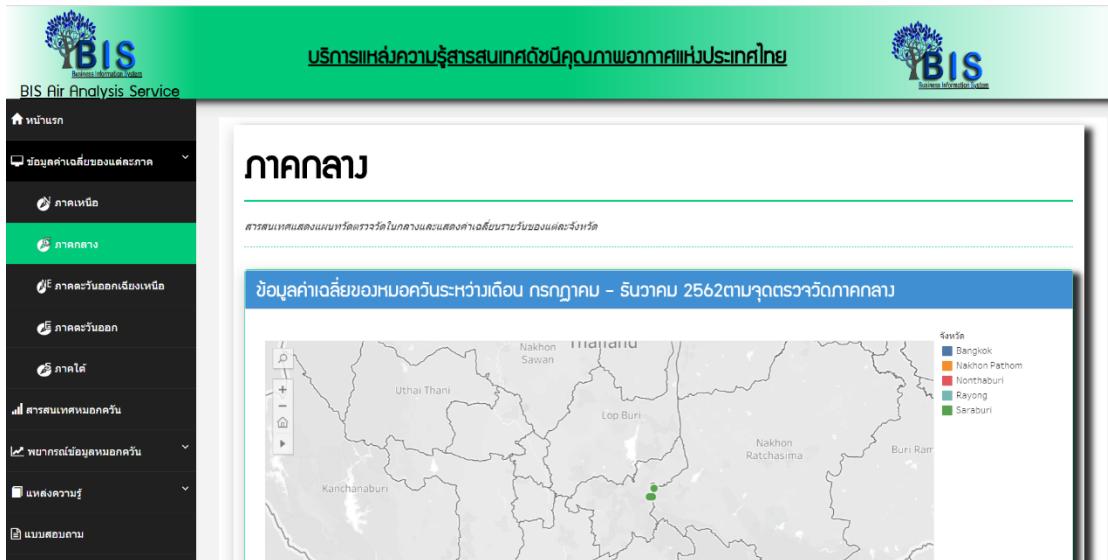 BIS
Business Information System
BIS Air Analysis Service
บริการแหล่งความรู้สารสนเทศดัชนีคุณภาพอากาศแห่งประเทศไทย
BIS
Business Information System
หน้าแรก
ข้อมูลค่าเฉลี่ยของแต่ละภาค
ภาคเหนือ
ภาคกลาง
ภาคตะวันออกเฉียงเหนือ
ภาคตะวันออก
ภาคใต้
สารสนเทศหมอกควัน
พยากรณ์ข้อมูลหมอกควัน
แหล่งความรู้
แบบสอบถาม
ภาคกลาง
สารสนเทศแสดงแผนทวัดตรวจวัดในกลางและแสดงค่าเฉลี่ยนรายวันของแต่ละจังหวัด
ข้อมูลค่าเฉลี่ยของหมอควันระหว่างเดือน กรกฎาคม - ธันวาคม 2562ตามจุดตรวจวัดภาคกลาง
Thailand
Nakhon
Sawan
Uthai Thani
Lop Buri
Nakhon
Ratchasima
Buri Ram
Kanchanaburi
จังหวัด
Bangkok
Nakhon Pathom
Nonthaburi
Rayong
Saraburi